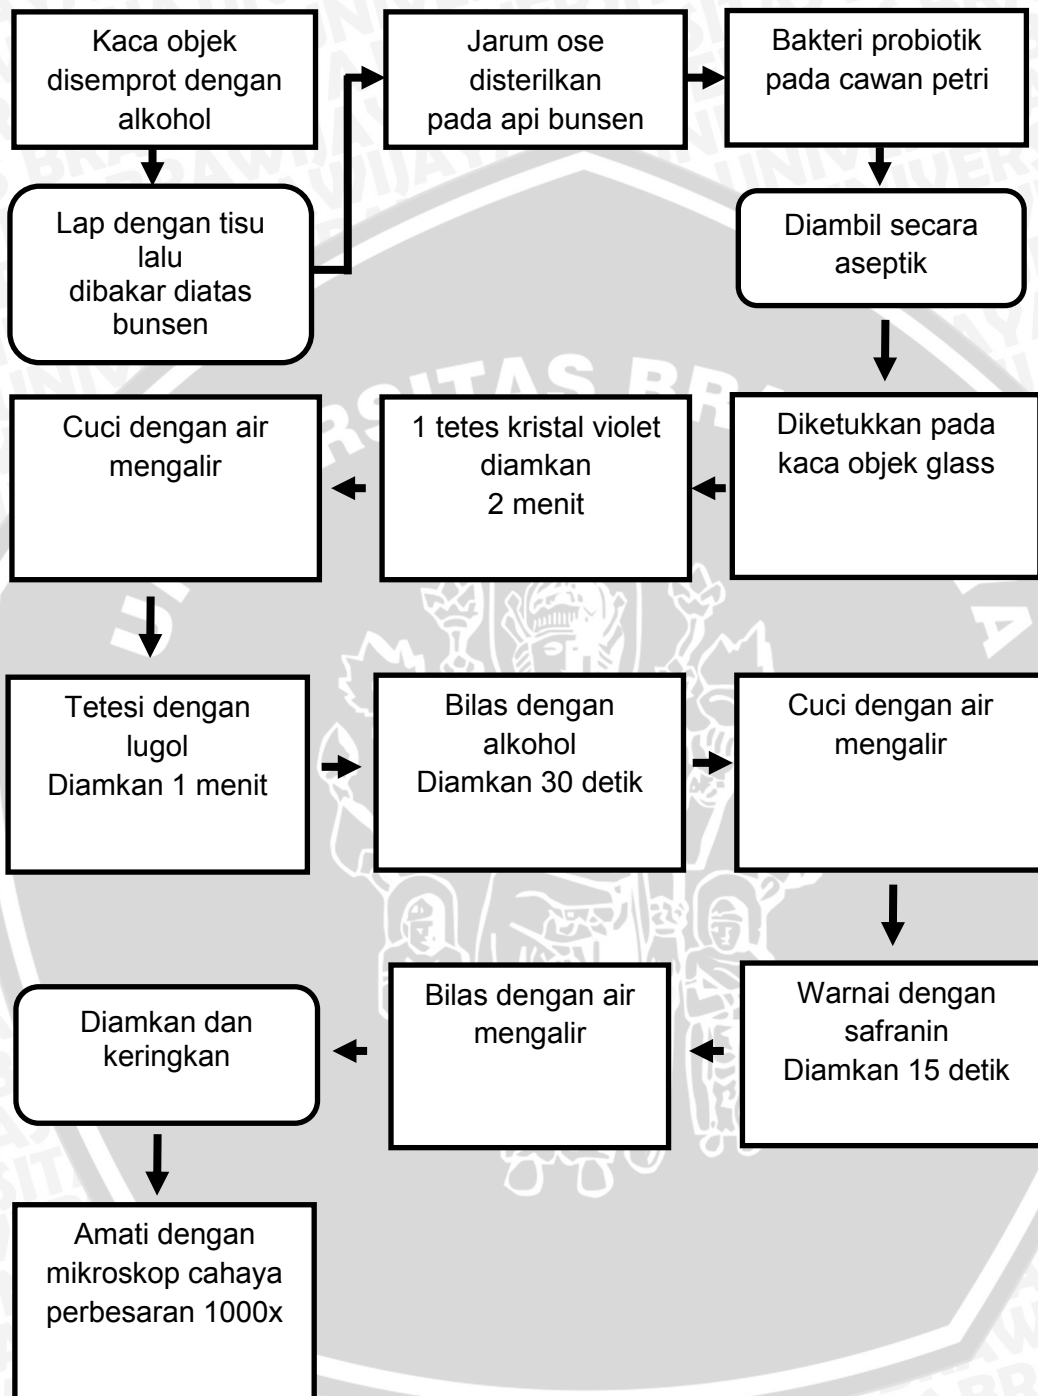 Kaca objek
disemprot dengan
alkohol
Jarum ose
disterilkan
pada api bunsen
Bakteri probiotik
pada cawan petri
Lap dengan tisu
lalu
dibakar diatas
bunsen
Diambil secara
aseptik
Cuci dengan air
mengalir
1 tetes kristal violet
diamkan
2 menit
Diketukkan pada
kaca objek glass
Tetesi dengan
lugol
Diamkan 1 menit
Bilas dengan
alkohol
Diamkan 30 detik
Cuci dengan air
mengalir
Diamkan dan
keringkan
Bilas dengan air
mengalir
Warnai dengan
safranin
Diamkan 15 detik
Amati dengan
mikroskop cahaya
perbesaran 1000x